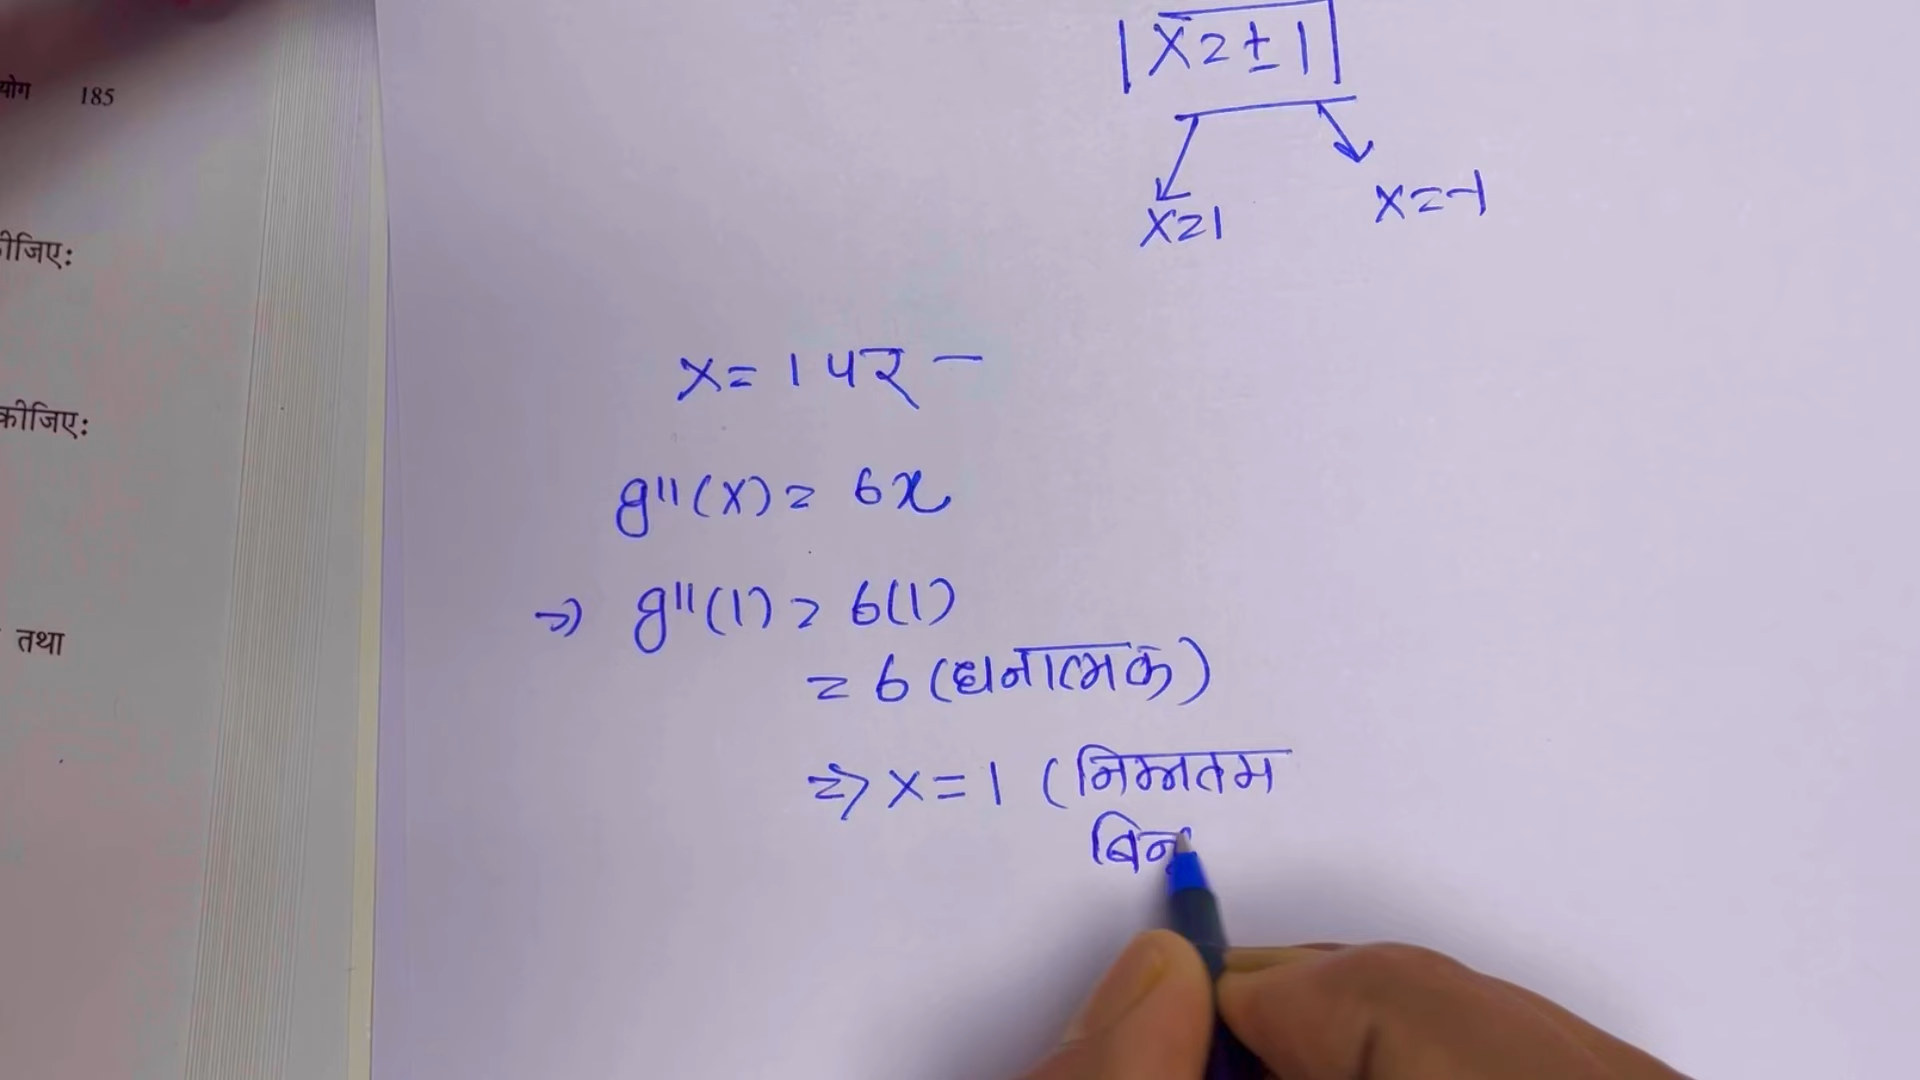 योग 185
ीजिए:
कीजिए:
तथा
x = ± 1
x = 1
x = -1
x = 1 पर –
g''(x) = 6x
⇒ g''(1) = 6(1)
= 6 (धनात्मक)
⇒ x = 1 (निम्नतम
बिन्